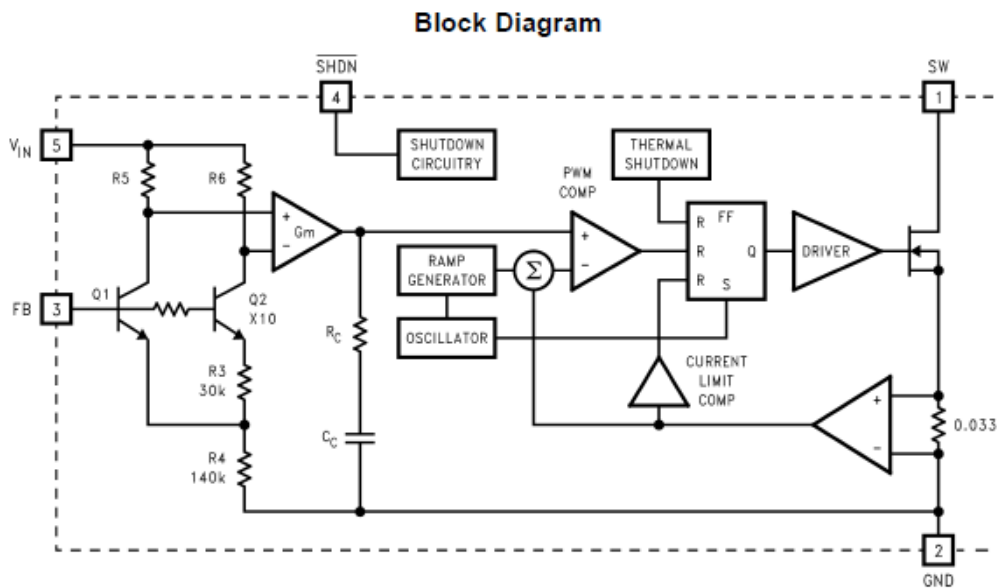 Block Diagram
SHDN
SW
4
1
VIN
5
SHUTDOWN
CIRCUITRY
THERMAL
SHUTDOWN
R5
R6
PWM
COMP
+
Gm
-
+
-
R
FF
R
Q
R
S
DRIVER
RAMP
GENERATOR
Σ
FB
3
Q1
Q2
X10
OSCILLATOR
RC
R3
30k
CURRENT
LIMIT
COMP
+
-
0.033
CC
R4
140k
2
GND